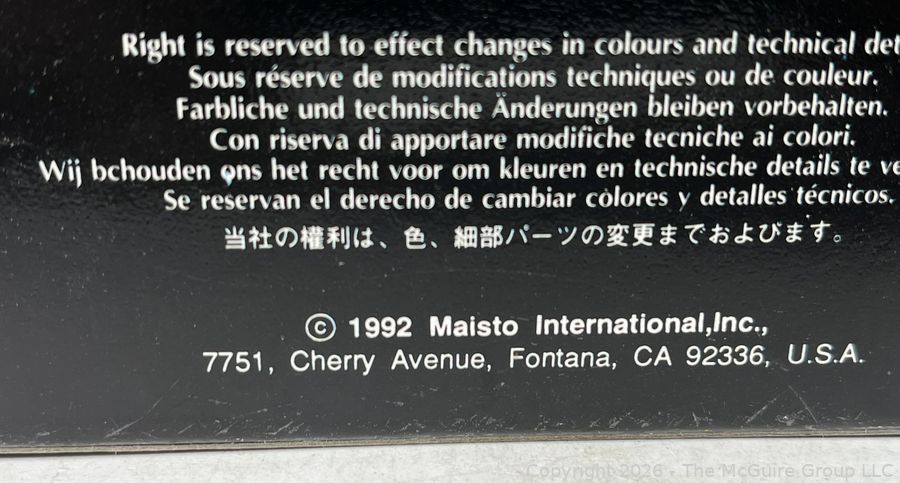 Right is reserved to effect changes in colours and technical det
Sous réserve de modifications techniques ou de couleur.
Farbliche und technische Änderungen bleiben vorbehalten.
Con riserva di apportare modifiche tecniche ai colori.
Wij bchouden ons het recht voor om kleuren en technische details te ve
Se reservan el derecho de cambiar colores y detalles técnicos.
当社の權利は、色、細部パーツの変更までおよびます。
© 1992 Maisto International,Inc.,
7751, Cherry Avenue, Fontana, CA 92336, U.S.A.
Copyright 2026 - The McGuire Group LLC